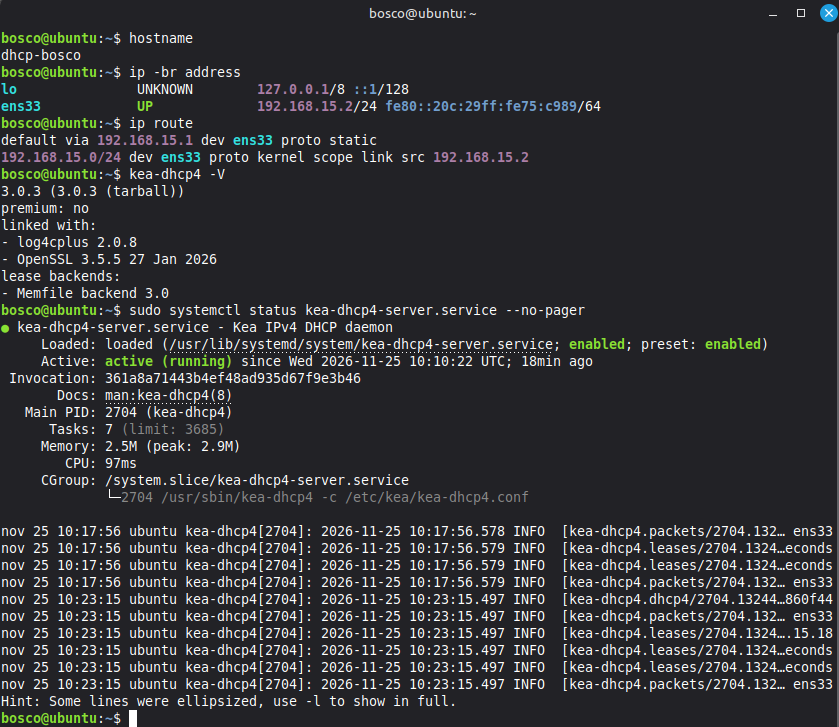 bosco@ubuntu: ~
bosco@ubuntu:~$ hostname
dhcp-bosco
bosco@ubuntu:~$ ip -br address
lo               UNKNOWN        127.0.0.1/8 ::1/128
ens33            UP             192.168.15.2/24 fe80::20c:29ff:fe75:c989/64
bosco@ubuntu:~$ ip route
default via 192.168.15.1 dev ens33 proto static
192.168.15.0/24 dev ens33 proto kernel scope link src 192.168.15.2
bosco@ubuntu:~$ kea-dhcp4 -V
3.0.3 (3.0.3 (tarball))
premium: no
linked with:
- log4cplus 2.0.8
- OpenSSL 3.5.5 27 Jan 2026
lease backends:
- Memfile backend 3.0
bosco@ubuntu:~$ sudo systemctl status kea-dhcp4-server.service --no-pager
● kea-dhcp4-server.service - Kea IPv4 DHCP daemon
     Loaded: loaded (/usr/lib/systemd/system/kea-dhcp4-server.service; enabled; preset: enabled)
     Active: active (running) since Wed 2026-11-25 10:10:22 UTC; 18min ago
 Invocation: 361a8a71443b4ef48ad935d67f9e3b46
       Docs: man:kea-dhcp4(8)
   Main PID: 2704 (kea-dhcp4)
      Tasks: 7 (limit: 3685)
     Memory: 2.5M (peak: 2.9M)
        CPU: 97ms
     CGroup: /system.slice/kea-dhcp4-server.service
             └─2704 /usr/sbin/kea-dhcp4 -c /etc/kea/kea-dhcp4.conf
nov 25 10:17:56 ubuntu kea-dhcp4[2704]: 2026-11-25 10:17:56.578 INFO  [kea-dhcp4.packets/2704.132… ens33
nov 25 10:17:56 ubuntu kea-dhcp4[2704]: 2026-11-25 10:17:56.579 INFO  [kea-dhcp4.leases/2704.1324…econds
nov 25 10:17:56 ubuntu kea-dhcp4[2704]: 2026-11-25 10:17:56.579 INFO  [kea-dhcp4.leases/2704.1324…econds
nov 25 10:17:56 ubuntu kea-dhcp4[2704]: 2026-11-25 10:17:56.579 INFO  [kea-dhcp4.packets/2704.132… ens33
nov 25 10:23:15 ubuntu kea-dhcp4[2704]: 2026-11-25 10:23:15.497 INFO  [kea-dhcp4.dhcp4/2704.13244…860f44
nov 25 10:23:15 ubuntu kea-dhcp4[2704]: 2026-11-25 10:23:15.497 INFO  [kea-dhcp4.packets/2704.132… ens33
nov 25 10:23:15 ubuntu kea-dhcp4[2704]: 2026-11-25 10:23:15.497 INFO  [kea-dhcp4.leases/2704.1324….15.18
nov 25 10:23:15 ubuntu kea-dhcp4[2704]: 2026-11-25 10:23:15.497 INFO  [kea-dhcp4.leases/2704.1324…econds
nov 25 10:23:15 ubuntu kea-dhcp4[2704]: 2026-11-25 10:23:15.497 INFO  [kea-dhcp4.leases/2704.1324…econds
nov 25 10:23:15 ubuntu kea-dhcp4[2704]: 2026-11-25 10:23:15.497 INFO  [kea-dhcp4.packets/2704.132… ens33
Hint: Some lines were ellipsized, use -l to show in full.
bosco@ubuntu:~$